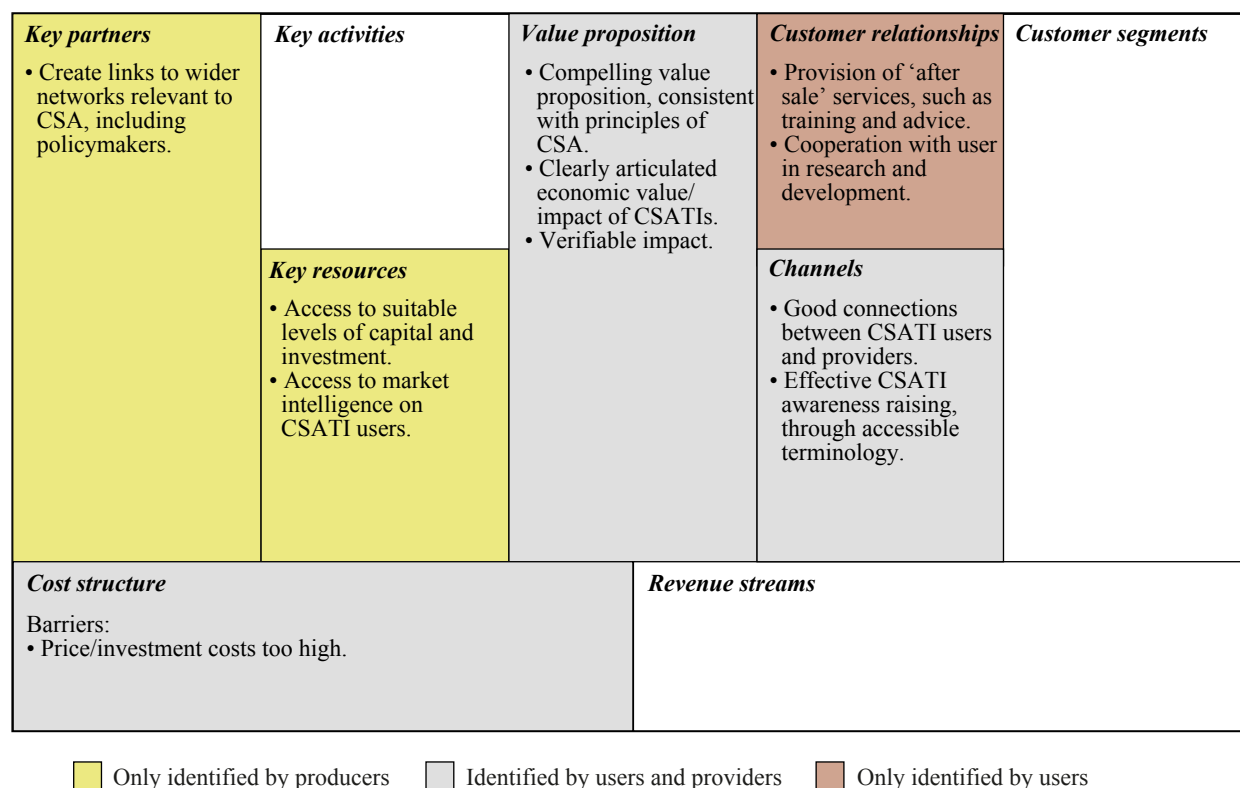 Key partners
• Create links to wider
networks relevant to
CSA, including
policymakers.
Key activities
Key resources
• Access to suitable
levels of capital and
investment.
• Access to market
intelligence on
CSATI users.
Value proposition
• Compelling value
proposition, consistent
with principles of
CSA.
• Clearly articulated
economic value/
impact of CSATIs.
• Verifiable impact.
Customer relationships
• Provision of ‘after
sale’ services, such as
training and advice.
• Cooperation with user
in research and
development.
Channels
• Good connections
between CSATI users
and providers.
• Effective CSATI
awareness raising,
through accessible
terminology.
Customer segments
Cost structure
Barriers:
• Price/investment costs too high.
Revenue streams
Only identified by producers
Identified by users and providers
Only identified by users